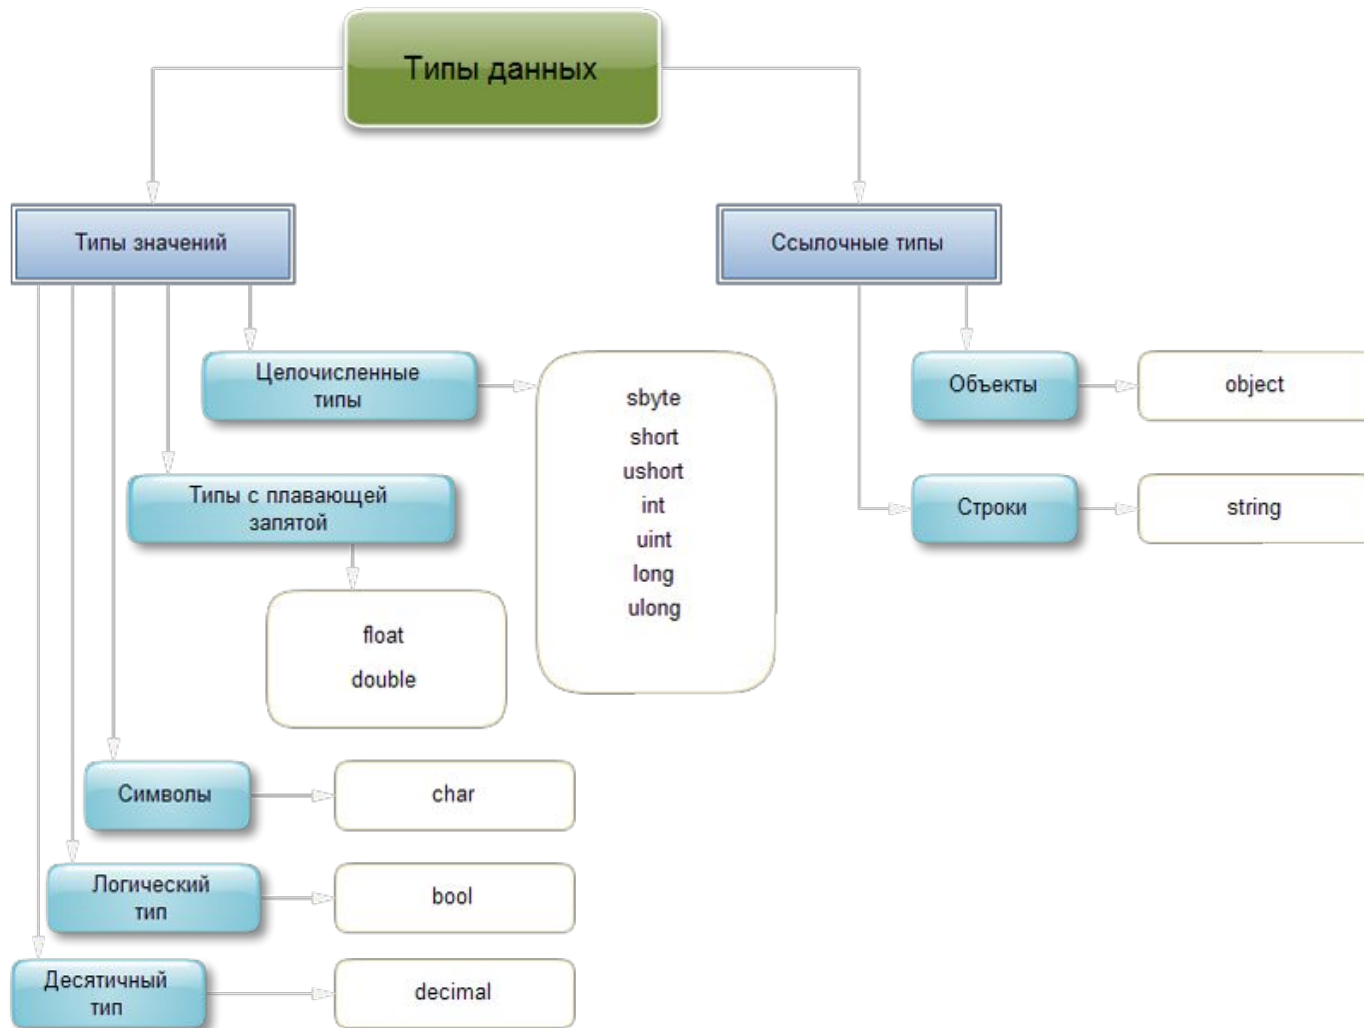 Типы данных
Типы значений
Ссылочные типы
Целочисленные
типы
sbyte
short
ushort
int
uint
long
ulong
Объекты
object
Типы с плавающей
запятой
Строки
string
float
double
Символы
char
Логический
тип
bool
Десятичный
тип
decimal